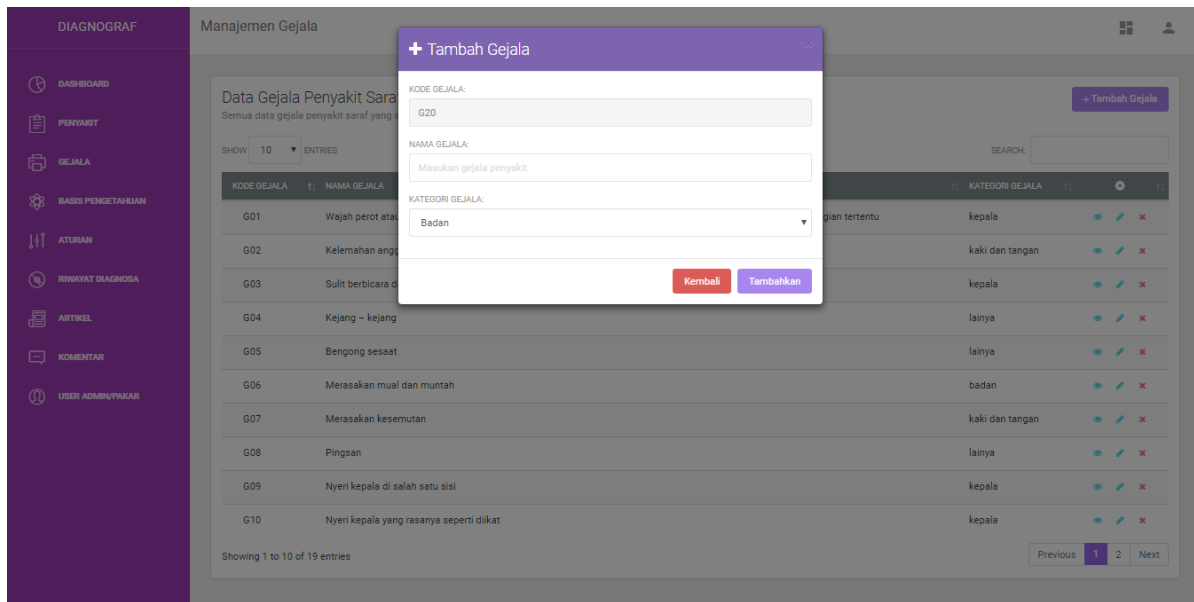 DIAGNOGRAF
Manajemen Gejala
DASHBOARD
PENYAKIT
GEJALA
BASIS PENGETAHUAN
ATURAN
RIWAYAT DIAGNOSA
ARTIKEL
KOMENTAR
USER ADMIN/PAKAR
+ Tambah Gejala
KODE GEJALA:
G20
NAMA GEJALA:
Masukan gejala penyakit
KATEGORI GEJALA:
Badan
Kembali Tambahkan
Data Gejala Penyakit Sara
Semua data gejala penyakit saraf yang
+ Tambah Gejala
SHOW 10 ENTRIES SEARCH:
KODE GEJALA NAMA GEJALA KATEGORI GEJALA
G01 Wajah perot atau gian tertentu kepala
G02 Kelemahan angg kaki dan tangan
G03 Sulit berbicara d kepala
G04 Kejang – kejang lainya
G05 Bengong sesaat lainya
G06 Merasakan mual dan muntah badan
G07 Merasakan kesemutan kaki dan tangan
G08 Pingsan lainya
G09 Nyeri kepala di salah satu sisi kepala
G10 Nyeri kepala yang rasanya seperti diikat kepala
Showing 1 to 10 of 19 entries Previous 1 2 Next